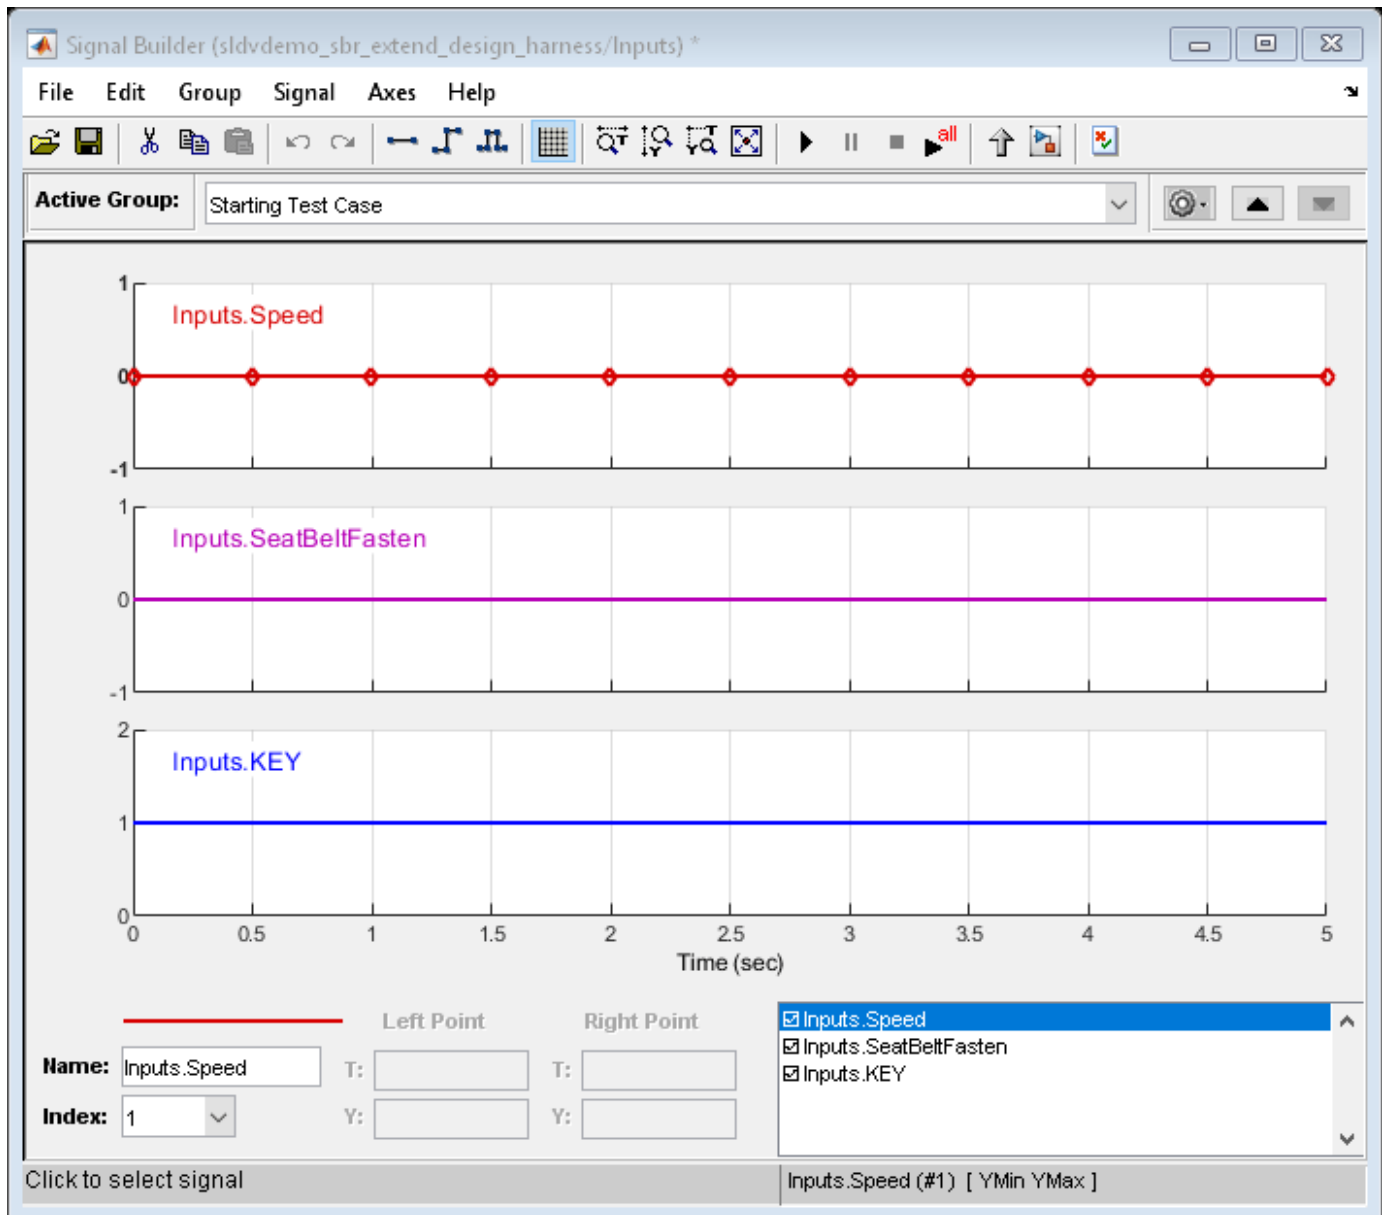 Signal Builder (sldvdemo_sbr_extend_design_harness/Inputs) *
File Edit Group Signal Axes Help
all
Active Group: Starting Test Case
1
Inputs.Speed
0
-1
1
Inputs.SeatBeltFasten
0
-1
2
Inputs.KEY
1
0
0 0.5 1 1.5 2 2.5 3 3.5 4 4.5 5
Time (sec)
Left Point Right Point
Name: Inputs.Speed T: T:
Index: 1 Y: Y:
Inputs.Speed
Inputs.SeatBeltFasten
Inputs.KEY
Click to select signal
Inputs.Speed (#1) [ YMin YMax ]